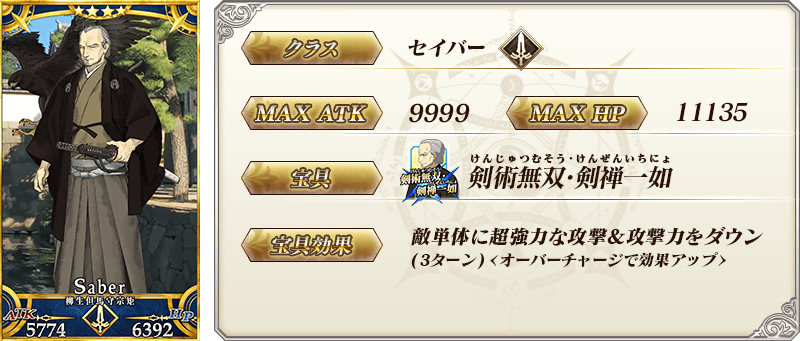 Saber
柳生但馬守宗矩
ATK
5774
HP
6392
クラス
セイバー
MAX ATK
9999
MAX HP
11135
宝具
剣術無双・
剣禅一如
けんじゅつむそう・けんぜんいちにょ
剣術無双・剣禅一如
宝具効果
敵単体に超強力な攻撃&攻撃力をダウン
(3ターン)<オーバーチャージで効果アップ>